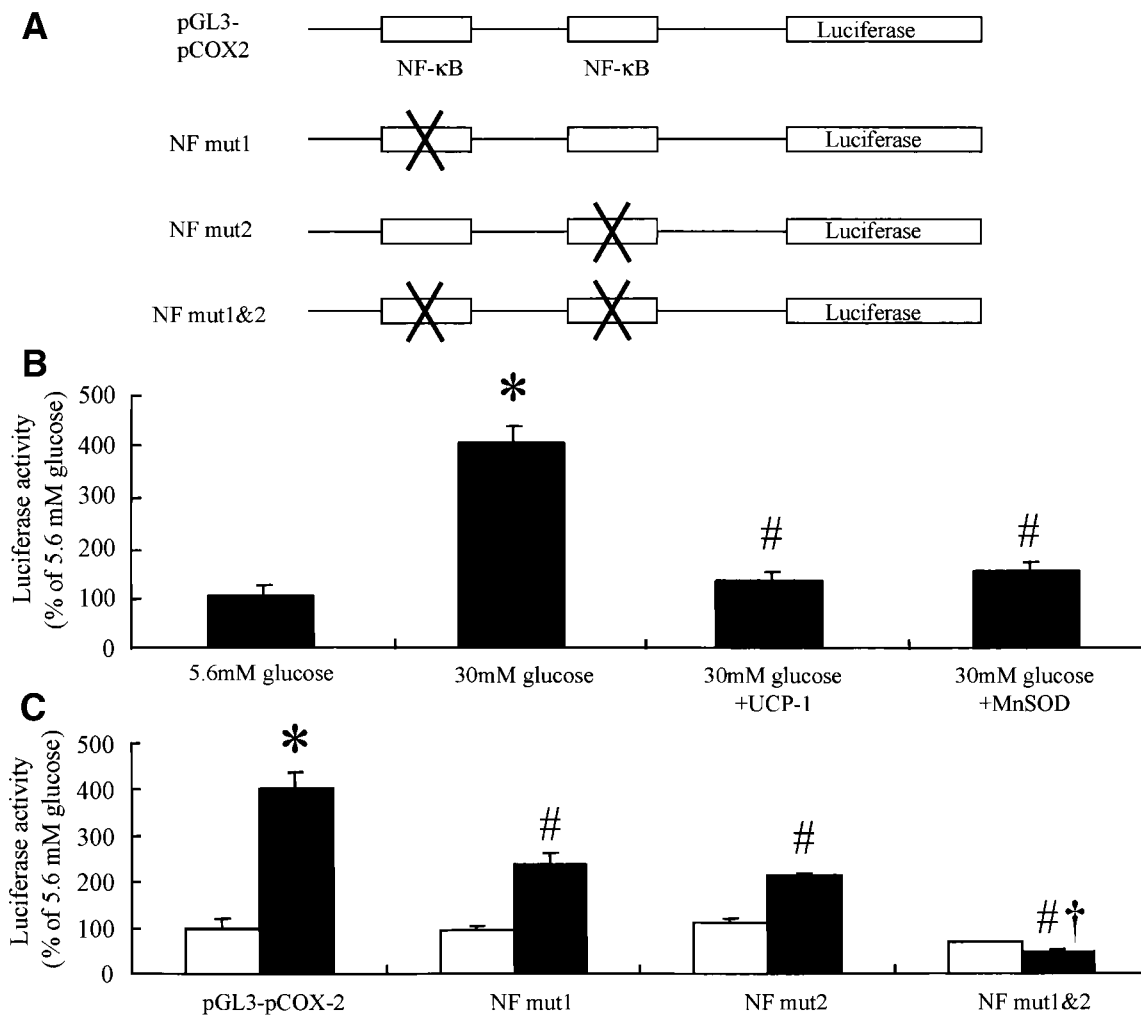 A
pGL3-
pCOX2
Luciferase
NF-κB NF-κB
NF mut1
Luciferase
NF mut2
Luciferase
NF mut1&2
Luciferase
B
Luciferase activity
(% of 5.6 mM glucose)
500
400
300
200
100
0
*
#
#
5.6mM glucose
30mM glucose
30mM glucose
+UCP-1
30mM glucose
+MnSOD
C
Luciferase activity
(% of 5.6 mM glucose)
500
400
300
200
100
0
*
#
#
#†
pGL3-pCOX-2
NF mut1
NF mut2
NF mut1&2